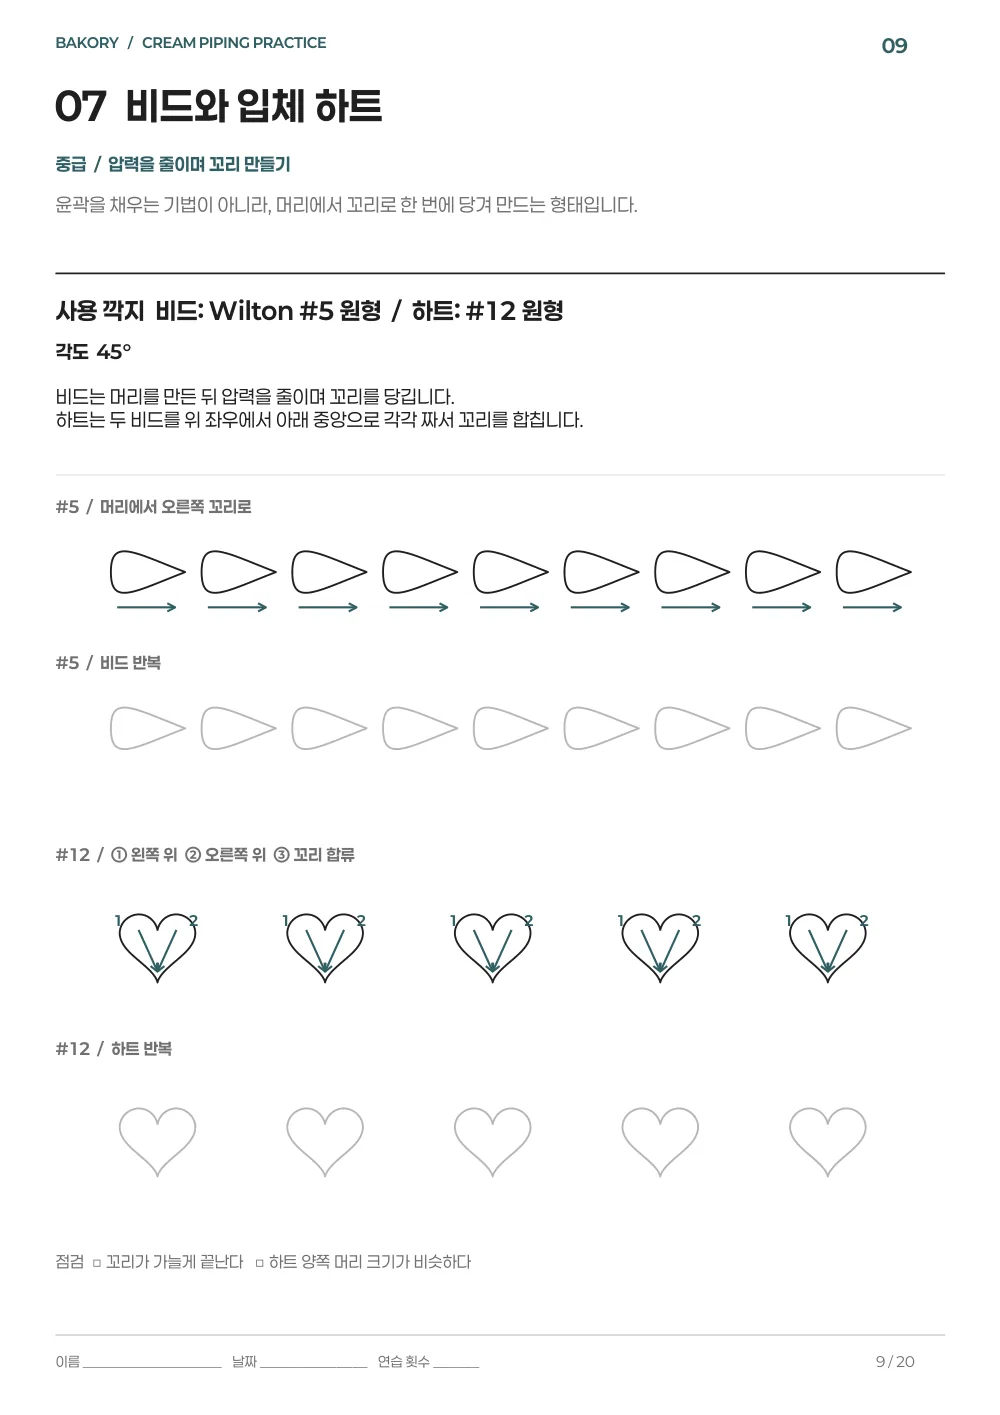 BAKORY / CREAM PIPING PRACTICE
09
07 비드와 입체 하트
중급 / 압력을 줄이며 꼬리 만들기
윤곽을 채우는 기법이 아니라, 머리에서 꼬리로 한 번에 당겨 만드는 형태입니다.
사용 깍지 비드: Wilton #5 원형 / 하트: #12 원형
각도 45°
비드는 머리를 만든 뒤 압력을 줄이며 꼬리를 당깁니다.
하트는 두 비드를 위 좌우에서 아래 중앙으로 각각 짜서 꼬리를 합칩니다.
#5 / 머리에서 오른쪽 꼬리로
#5 / 비드 반복
#12 / ① 왼쪽 위 ② 오른쪽 위 ③ 꼬리 합류
1 2 1 2 1 2 1 2 1 2
#12 / 하트 반복
점검 □ 꼬리가 가늘게 끝난다 □ 하트 양쪽 머리 크기가 비슷하다
이름 __________________ 날짜 ______________ 연습 횟수 ______
9 / 20